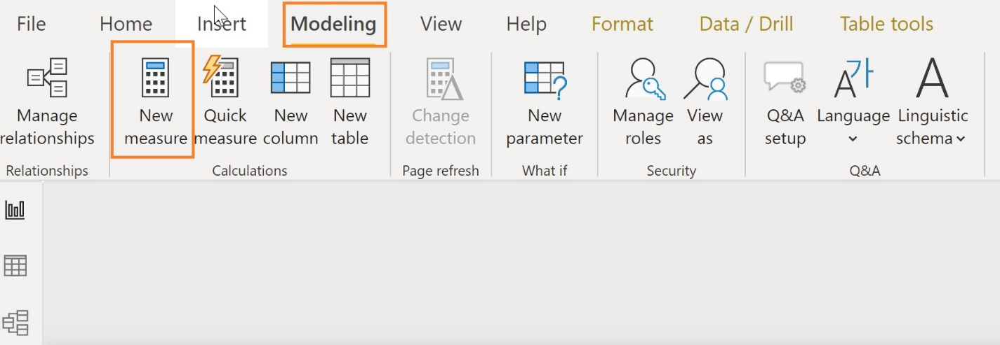 File Home Insert Modeling View Help Format Data / Drill Table tools
Manage relationships
New measure
Quick measure
New column
New table
Change detection
New parameter
Manage roles
View as
Q&A setup
Language
Linguistic schema
Relationships Calculations Page refresh What if Security Q&A